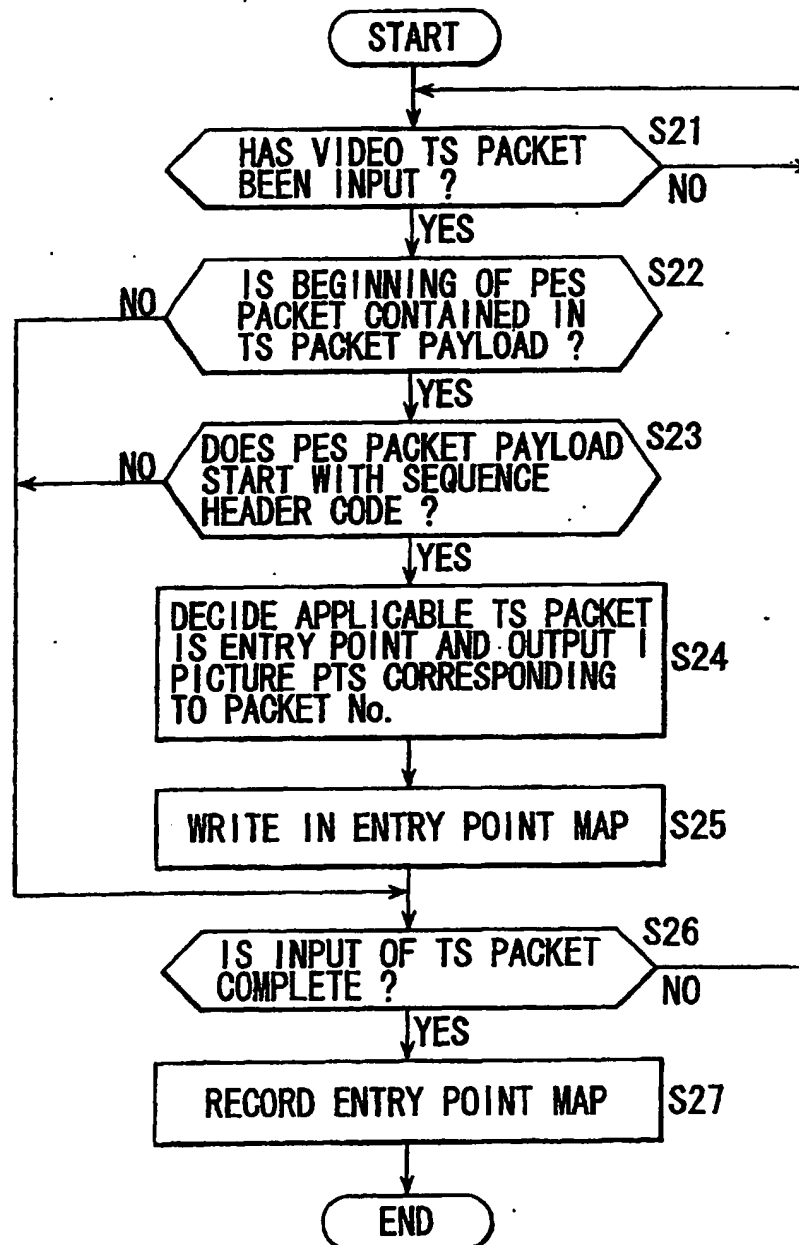 START
HAS VIDEO TS PACKET
BEEN INPUT ?
S21
NO
YES
IS BEGINNING OF PES
PACKET CONTAINED IN
TS PACKET PAYLOAD ?
S22
NO
YES
DOES PES PACKET PAYLOAD
START WITH SEQUENCE
HEADER CODE ?
S23
NO
YES
DECIDE APPLICABLE TS PACKET
IS ENTRY POINT AND OUTPUT I
PICTURE PTS CORRESPONDING
TO PACKET No.
S24
WRITE IN ENTRY POINT MAP
S25
IS INPUT OF TS PACKET
COMPLETE ?
S26
NO
YES
RECORD ENTRY POINT MAP
S27
END